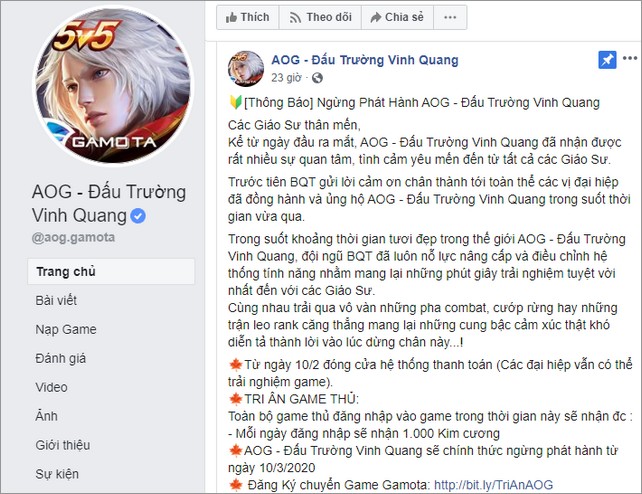 5v5
GAMOTA
AOG - Đấu Trường
Vinh Quang
@aog.gamota
Trang chủ
Bài viết
Nạp Game
Đánh giá
Video
Ảnh
Giới thiệu
Sự kiện
Thích
Theo dõi
Chia sẻ
AOG - Đấu Trường Vinh Quang
23 giờ ·
[Thông Báo] Ngừng Phát Hành AOG - Đấu Trường Vinh Quang
Các Giáo Sư thân mến,
Kể từ ngày đầu ra mắt, AOG - Đấu Trường Vinh Quang đã nhận được
rất nhiều sự quan tâm, tình cảm yêu mến đến từ tất cả các Giáo Sư.
Trước tiên BQT gửi lời cảm ơn chân thành tới toàn thể các vị đại hiệp
đã đồng hành và ủng hộ AOG - Đấu Trường Vinh Quang trong suốt thời
gian vừa qua.
Trong suốt khoảng thời gian tươi đẹp trong thế giới AOG - Đấu Trường
Vinh Quang, đội ngũ BQT đã luôn nỗ lực nâng cấp và điều chỉnh hệ
thống tính năng nhằm mang lại những phút giây trải nghiệm tuyệt vời
nhất đến với các Giáo Sư.
Cùng nhau trải qua vô vàn những pha combat, cướp rừng hay những
trận leo rank căng thẳng mang lại những cung bậc cảm xúc thật khó
diễn tả thành lời vào lúc dừng chân này...!
Từ ngày 10/2 đóng cửa hệ thống thanh toán (Các đại hiệp vẫn có thể
trải nghiệm game).
TRI ÂN GAME THỦ:
Toàn bộ game thủ đăng nhập vào game trong thời gian này sẽ nhận đc :
- Mỗi ngày đăng nhập sẽ nhận 1.000 Kim cương
AOG - Đấu Trường Vinh Quang sẽ chính thức ngừng phát hành từ
ngày 10/3/2020
Đăng Ký chuyển Game Gamota: http://bit.ly/TriAnAOG